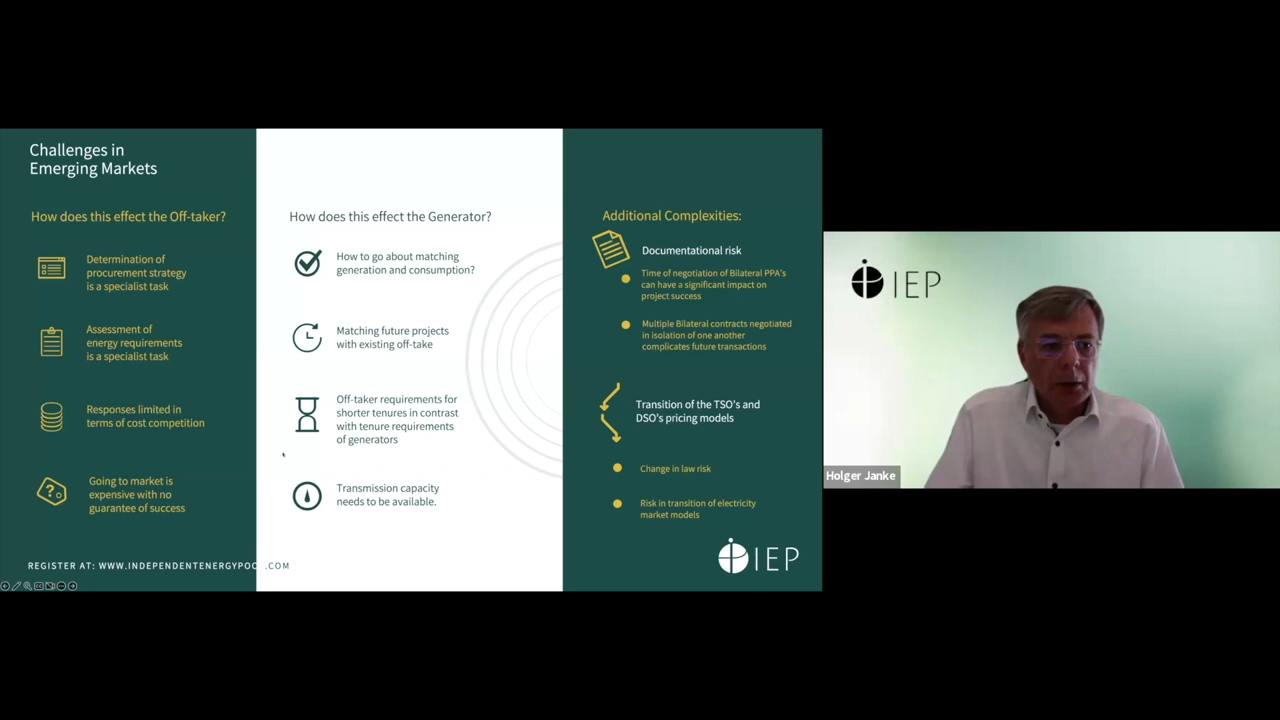 Challenges in
Emerging Markets
How does this effect the Off-taker?
Determination of
procurement strategy
is a specialist task
Assessment of
energy requirements
is a specialist task
Responses limited in
terms of cost competition
Going to market is
expensive with no
guarantee of success
REGISTER AT: WWW.INDEPENDENTENERGYPOO .COM
How does this effect the Generator?
How to go about matching
generation and consumption?
Matching future projects
with existing off-take
Off-taker requirements for
shorter tenures in contrast
with tenure requirements
of generators
Transmission capacity
needs to be available.
Additional Complexities:
Documentational risk
Time of negotiation of Bilateral PPA's
can have a significant impact on
project success
Multiple Bilateral contracts negotiated
in isolation of one another
complicates future transactions
Transition of the TSO's and
DSO's pricing models
Change in law risk
Risk in transition of electricity
market models
IEP
IEP
Holger Janke